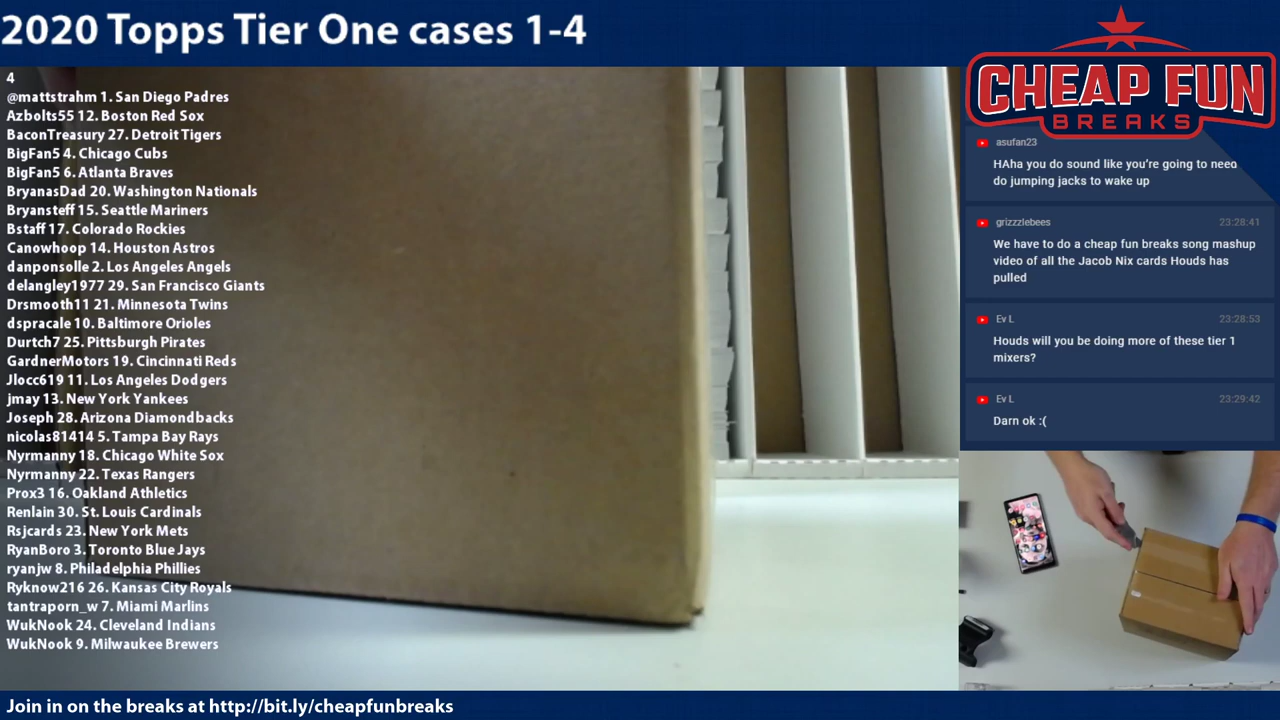 2020 Topps Tier One cases 1-4
4
@mattstrahm 1. San Diego Padres
Azbolts55 12. Boston Red Sox
BaconTreasury 27. Detroit Tigers
BigFan5 4. Chicago Cubs
BigFan5 6. Atlanta Braves
BryanasDad 20. Washington Nationals
Bryansteff 15. Seattle Mariners
Bstaff 17. Colorado Rockies
Canowhoop 14. Houston Astros
danponsolle 2. Los Angeles Angels
delangley1977 29. San Francisco Giants
Drsmooth11 21. Minnesota Twins
dspracale 10. Baltimore Orioles
Durtch7 25. Pittsburgh Pirates
GardnerMotors 19. Cincinnati Reds
Jlocc619 11. Los Angeles Dodgers
jmay 13. New York Yankees
Joseph 28. Arizona Diamondbacks
nicolas81414 5. Tampa Bay Rays
Nyrmanny 18. Chicago White Sox
Nyrmanny 22. Texas Rangers
Prox3 16. Oakland Athletics
Renlain 30. St. Louis Cardinals
Rsjcards 23. New York Mets
RyanBoro 3. Toronto Blue Jays
ryanjw 8. Philadelphia Phillies
Ryknow216 26. Kansas City Royals
tantraporn_w 7. Miami Marlins
WukNook 24. Cleveland Indians
WukNook 9. Milwaukee Brewers
CHEAP FUN
BREAKS
asufan23
HAha you do sound like you're going to need
do jumping jacks to wake up
grizzzlebees 23:28:41
We have to do a cheap fun breaks song mashup
video of all the Jacob Nix cards Houds has
pulled
Ev L 23:28:53
Houds will you be doing more of these tier 1
mixers?
Ev L 23:29:42
Darn ok :(
Join in on the breaks at http://bit.ly/cheapfunbreaks